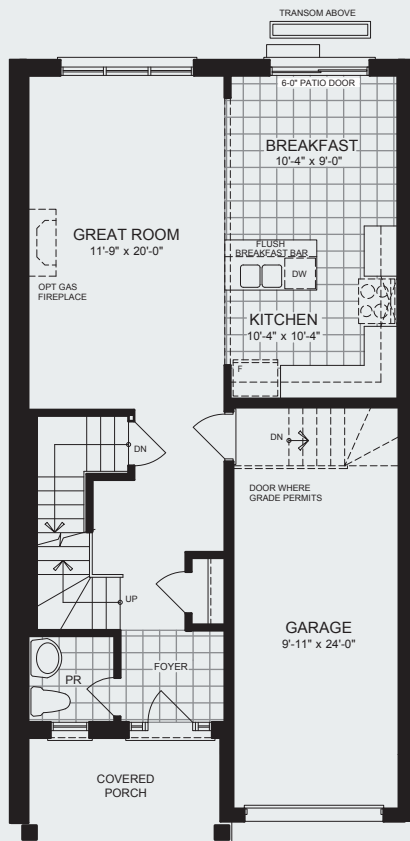 TRANSOM ABOVE
6-0" PATIO DOOR
BREAKFAST
10'-4" x 9'-0"
GREAT ROOM
11'-9" x 20'-0"
FLUSH
BREAKFAST BAR
DW
OPT GAS
FIREPLACE
KITCHEN
10'-4" x 10'-4"
F
DN
DN
DOOR WHERE
GRADE PERMITS
UP
GARAGE
9'-11" x 24'-0"
PR
FOYER
COVERED
PORCH